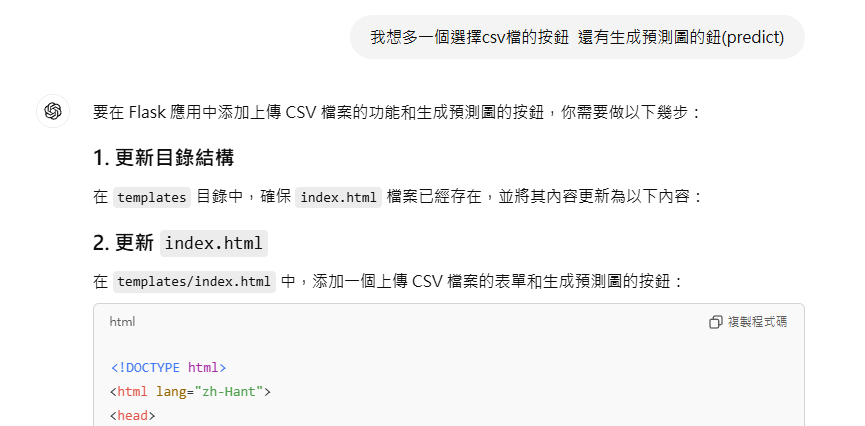 我想多一個選擇csv檔的按鈕  還有生成預測圖的鈕(predict)
要在 Flask 應用中添加上傳 CSV 檔案的功能和生成預測圖的按鈕，你需要做以下幾步：
1. 更新目錄結構
在 templates 目錄中，確保 index.html 檔案已經存在，並將其內容更新為以下內容：
2. 更新 index.html
在 templates/index.html 中，添加一個上傳 CSV 檔案的表單和生成預測圖的按鈕：
html 複製程式碼
<!DOCTYPE html>
<html lang="zh-Hant">
<head>